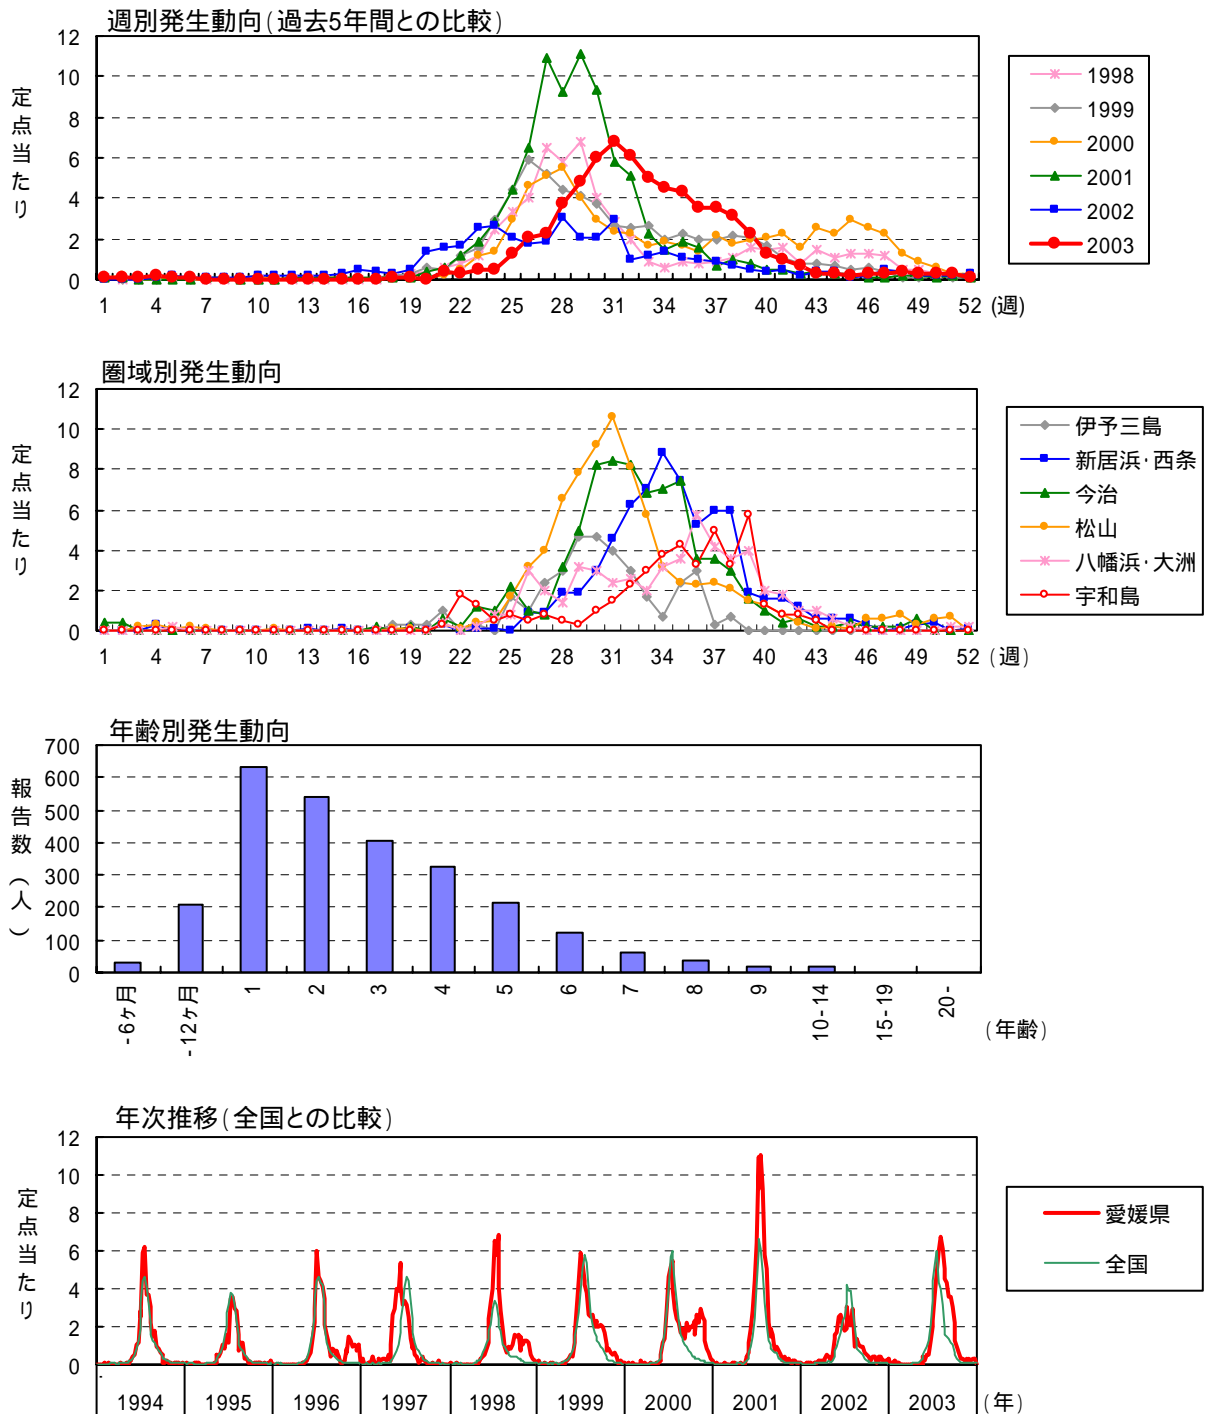 週別発生動向(過去5年間との比較)
定点当たり
12
10
8
6
4
2
0
1 4 7 10 13 16 19 22 25 28 31 34 37 40 43 46 49 52 (週)
1998
1999
2000
2001
2002
2003
圏域別発生動向
定点当たり
12
10
8
6
4
2
0
1 4 7 10 13 16 19 22 25 28 31 34 37 40 43 46 49 52 (週)
伊予三島
新居浜・西条
今治
松山
八幡浜・大洲
宇和島
年齢別発生動向
報告数(人)
700
600
500
400
300
200
100
0
-6ヶ月 -12ヶ月 1 2 3 4 5 6 7 8 9 10-14 15-19 20-
(年齢)
年次推移(全国との比較)
定点当たり
12
10
8
6
4
2
0
1994 1995 1996 1997 1998 1999 2000 2001 2002 2003 (年)
愛媛県
全国